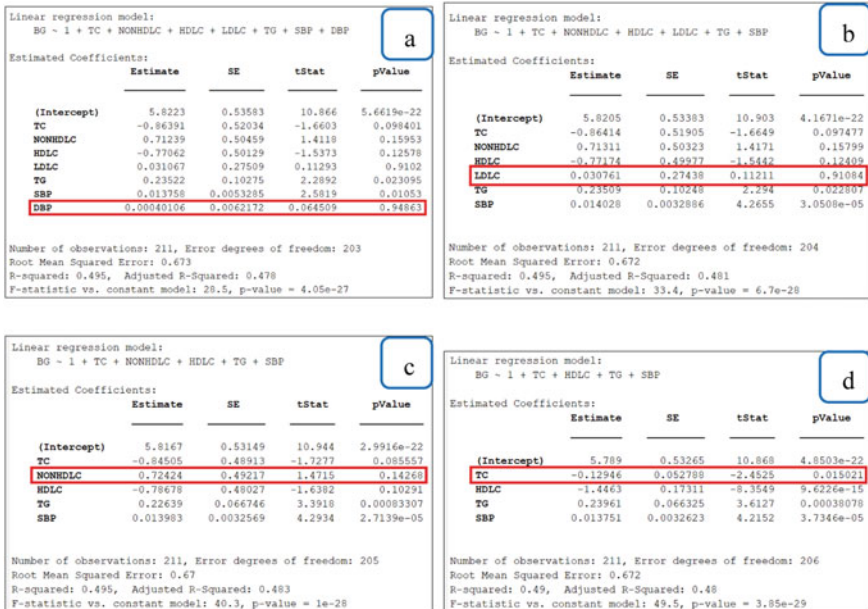 Linear regression model:
BG ~ 1 + TC + NONHDLC + HDLC + LDLC + TG + SBP + DBP
a
Estimated Coefficients:
Estimate SE tStat pValue
(Intercept) 5.8223 0.53583 10.866 5.6619e-22
TC -0.86391 0.52034 -1.6603 0.098401
NONHDLC 0.71239 0.50459 1.4118 0.15953
HDLC -0.77062 0.50129 -1.5373 0.12578
LDLC 0.031067 0.27509 0.11293 0.9102
TG 0.23522 0.10275 2.2892 0.023095
SBP 0.013758 0.0053285 2.5819 0.01053
DBP 0.00040106 0.0062172 0.064509 0.94863
Number of observations: 211, Error degrees of freedom: 203
Root Mean Squared Error: 0.673
R-squared: 0.495, Adjusted R-Squared: 0.478
F-statistic vs. constant model: 28.5, p-value = 4.05e-27
Linear regression model:
BG ~ 1 + TC + NONHDLC + HDLC + LDLC + TG + SBP
b
Estimated Coefficients:
Estimate SE tStat pValue
(Intercept) 5.8205 0.53383 10.903 4.1671e-22
TC -0.86414 0.51905 -1.6649 0.097477
NONHDLC 0.71311 0.50323 1.4171 0.15799
HDLC -0.77174 0.49977 -1.5442 0.12409
LDLC 0.030761 0.27438 0.11211 0.91084
TG 0.23509 0.10248 2.294 0.022807
SBP 0.014028 0.0032886 4.2655 3.0508e-05
Number of observations: 211, Error degrees of freedom: 204
Root Mean Squared Error: 0.672
R-squared: 0.495, Adjusted R-Squared: 0.481
F-statistic vs. constant model: 33.4, p-value = 6.7e-28
Linear regression model:
BG ~ 1 + TC + NONHDLC + HDLC + TG + SBP
c
Estimated Coefficients:
Estimate SE tStat pValue
(Intercept) 5.8167 0.53149 10.944 2.9916e-22
TC -0.84505 0.48913 -1.7277 0.085557
NONHDLC 0.72424 0.49217 1.4715 0.14268
HDLC -0.78678 0.48027 -1.6382 0.10291
TG 0.22639 0.066746 3.3918 0.00083307
SBP 0.013983 0.0032569 4.2934 2.7139e-05
Number of observations: 211, Error degrees of freedom: 205
Root Mean Squared Error: 0.67
R-squared: 0.495, Adjusted R-Squared: 0.483
F-statistic vs. constant model: 40.3, p-value = 1e-28
Linear regression model:
BG ~ 1 + TC + HDLC + TG + SBP
d
Estimated Coefficients:
Estimate SE tStat pValue
(Intercept) 5.789 0.53265 10.868 4.8503e-22
TC -0.12946 0.052788 -2.4525 0.015021
HDLC -1.4463 0.17311 -8.3549 9.6226e-15
TG 0.23961 0.066325 3.6127 0.00038078
SBP 0.013751 0.0032623 4.2152 3.7346e-05
Number of observations: 211, Error degrees of freedom: 206
Root Mean Squared Error: 0.672
R-squared: 0.49, Adjusted R-Squared: 0.48
F-statistic vs. constant model: 49.5, p-value = 3.85e-29